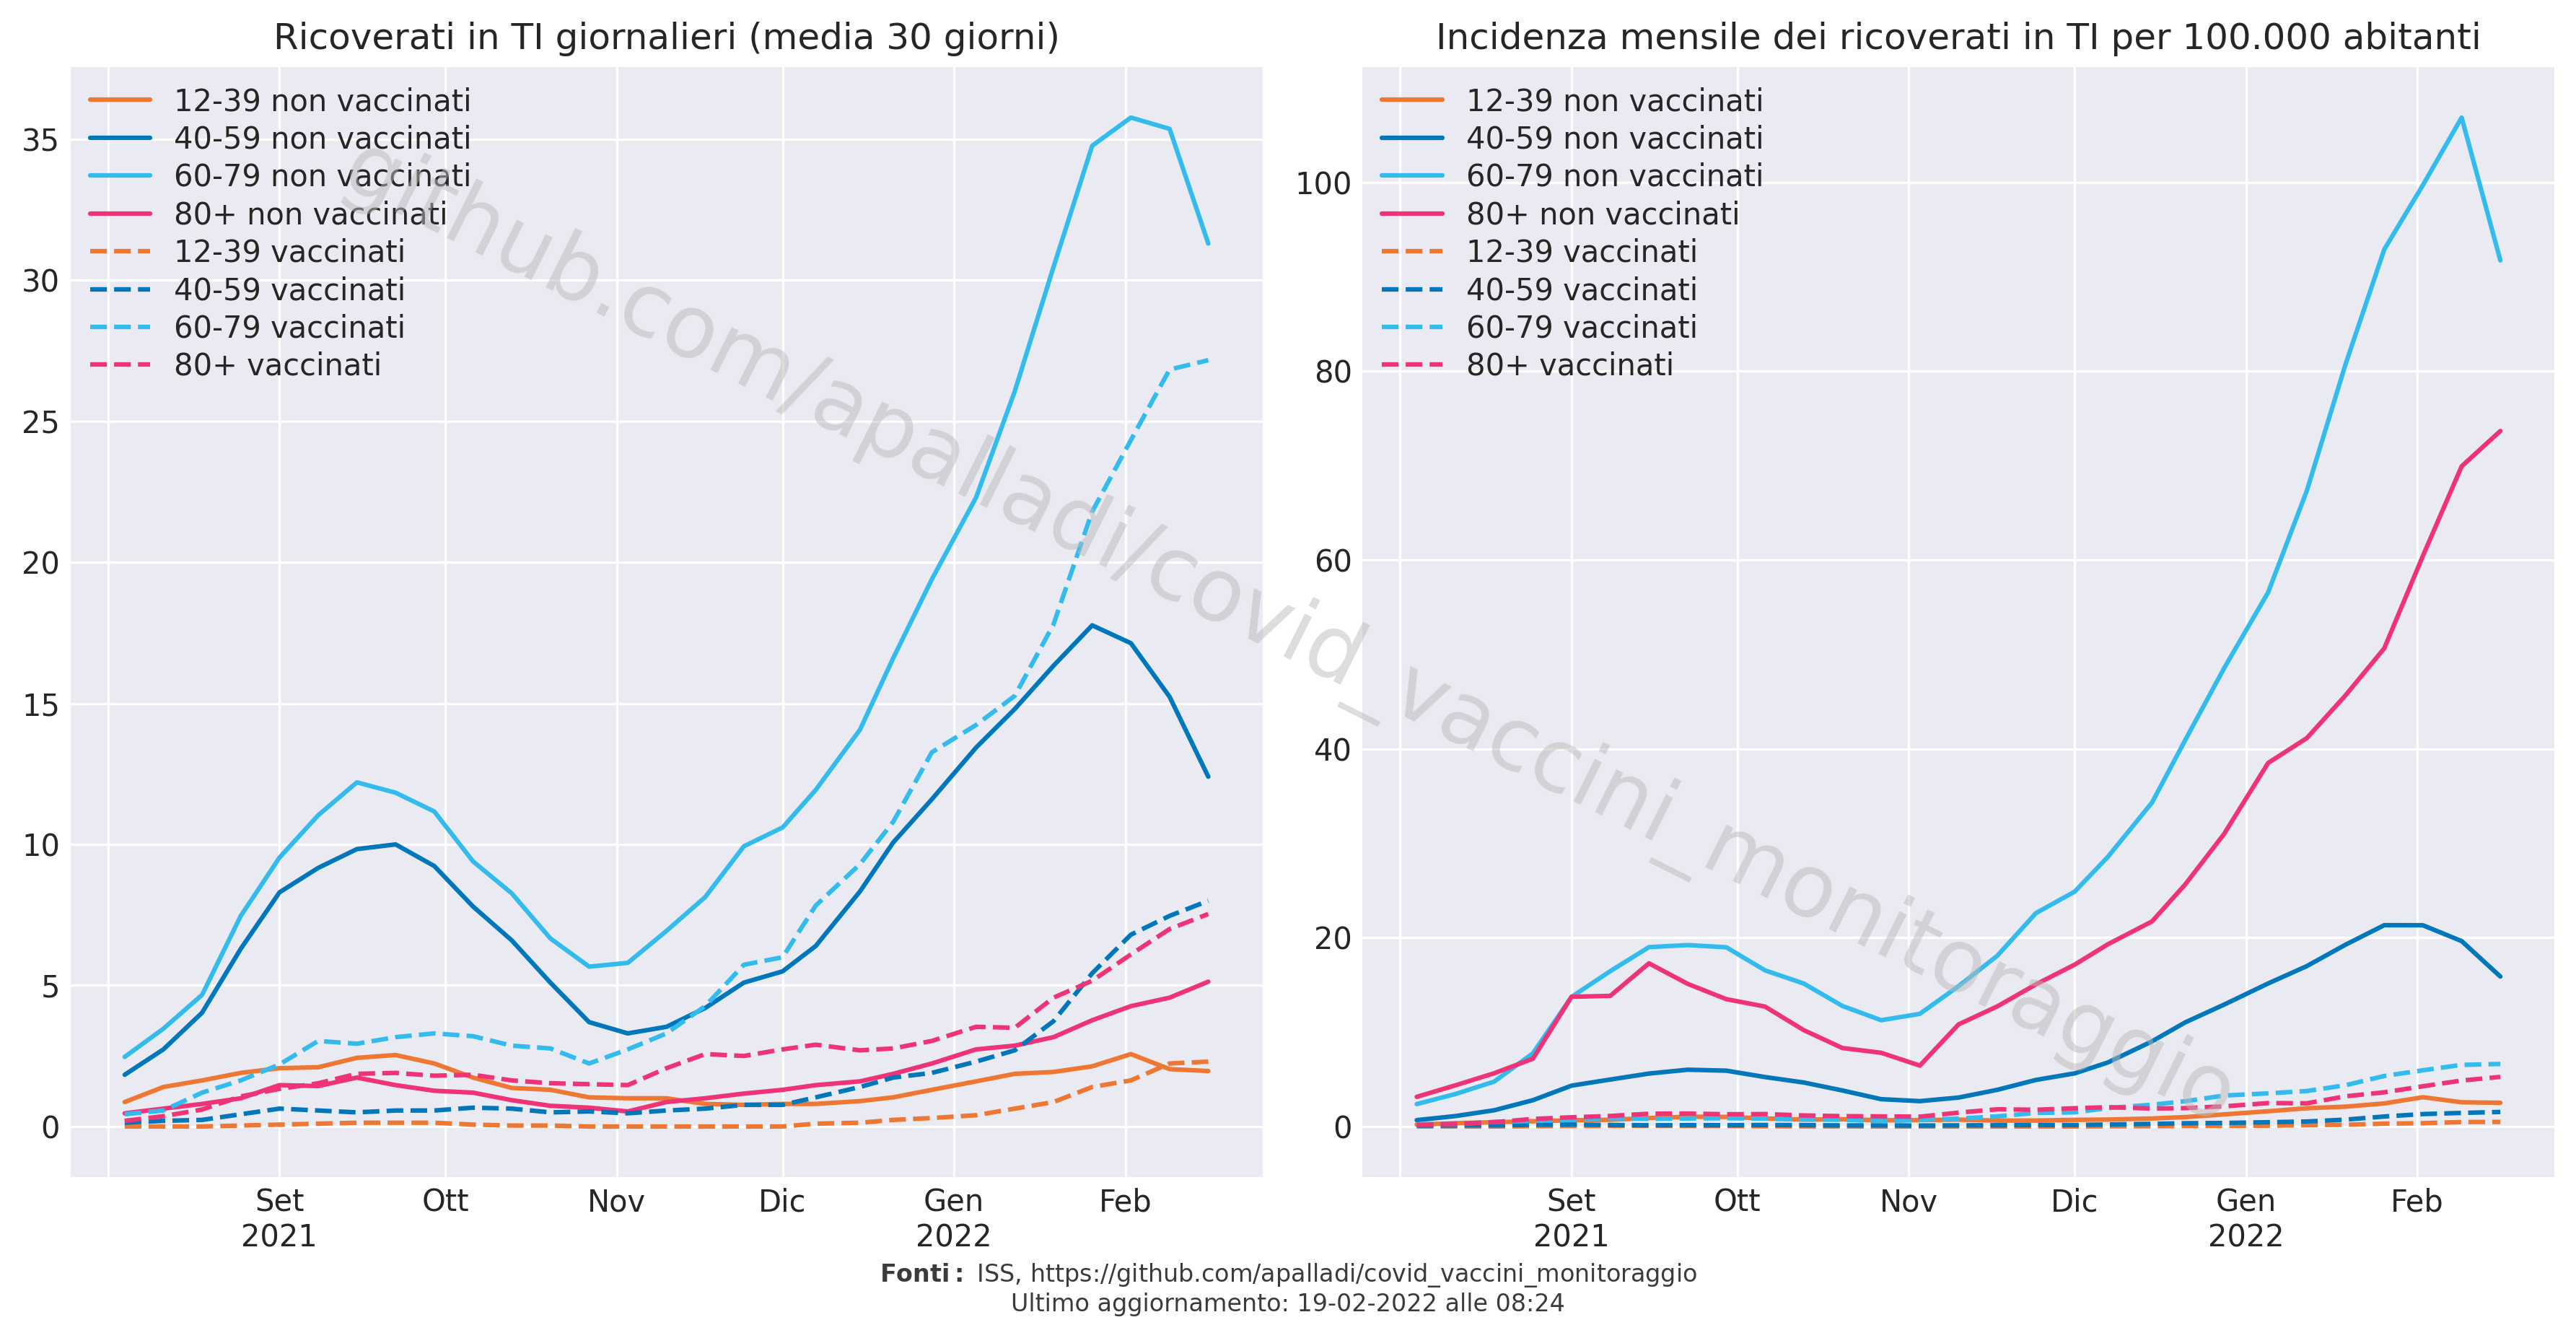 Ricoverati in TI giornalieri (media 30 giorni)
12-39 non vaccinati
40-59 non vaccinati
60-79 non vaccinati
80+ non vaccinati
12-39 vaccinati
40-59 vaccinati
60-79 vaccinati
80+ vaccinati
35
30
25
20
15
10
5
0
Set
2021
Ott
Nov
Dic
Gen
2022
Feb
Incidenza mensile dei ricoverati in TI per 100.000 abitanti
12-39 non vaccinati
40-59 non vaccinati
60-79 non vaccinati
80+ non vaccinati
12-39 vaccinati
40-59 vaccinati
60-79 vaccinati
80+ vaccinati
100
80
60
40
20
0
Set
2021
Ott
Nov
Dic
Gen
2022
Feb
github.com/apalladi/covid_vaccini_monitoraggio
Fonti: ISS, https://github.com/apalladi/covid_vaccini_monitoraggio
Ultimo aggiornamento: 19-02-2022 alle 08:24